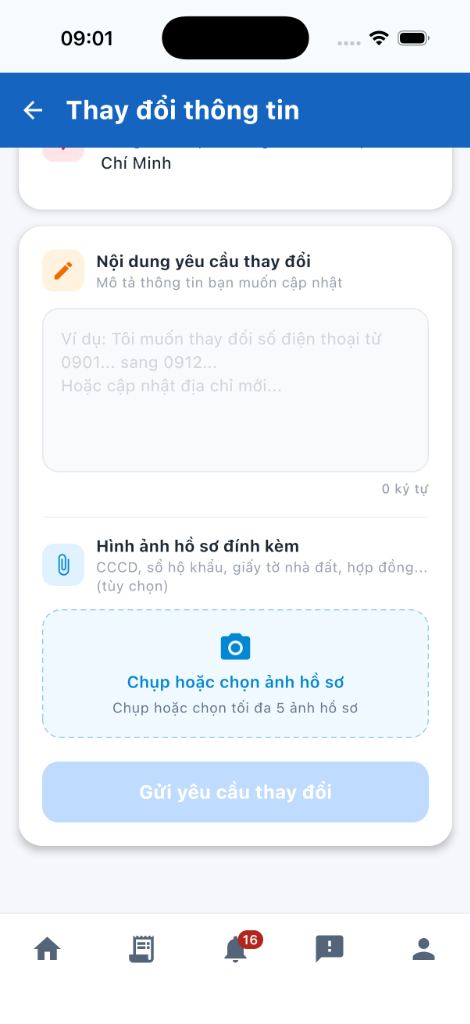 09:01
Thay đổi thông tin
Chí Minh
Nội dung yêu cầu thay đổi
Mô tả thông tin bạn muốn cập nhật
Ví dụ: Tôi muốn thay đổi số điện thoại từ
0901... sang 0912...
Hoặc cập nhật địa chỉ mới...
0 ký tự
Hình ảnh hồ sơ đính kèm
CCCD, sổ hộ khẩu, giấy tờ nhà đất, hợp đồng...
(tùy chọn)
Chụp hoặc chọn ảnh hồ sơ
Chụp hoặc chọn tối đa 5 ảnh hồ sơ
Gửi yêu cầu thay đổi
16